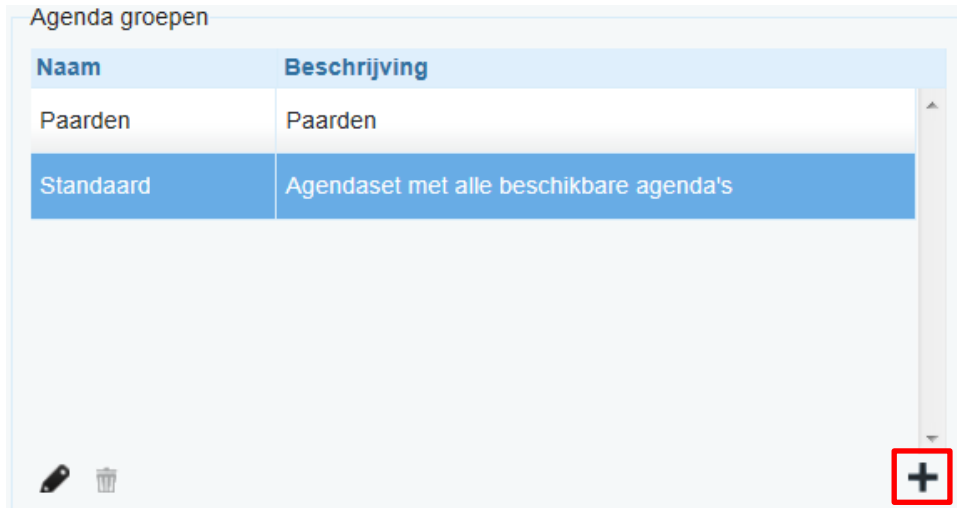 Agenda groepen
Naam Beschrijving
Paarden Paarden
Standaard Agendaset met alle beschikbare agenda's